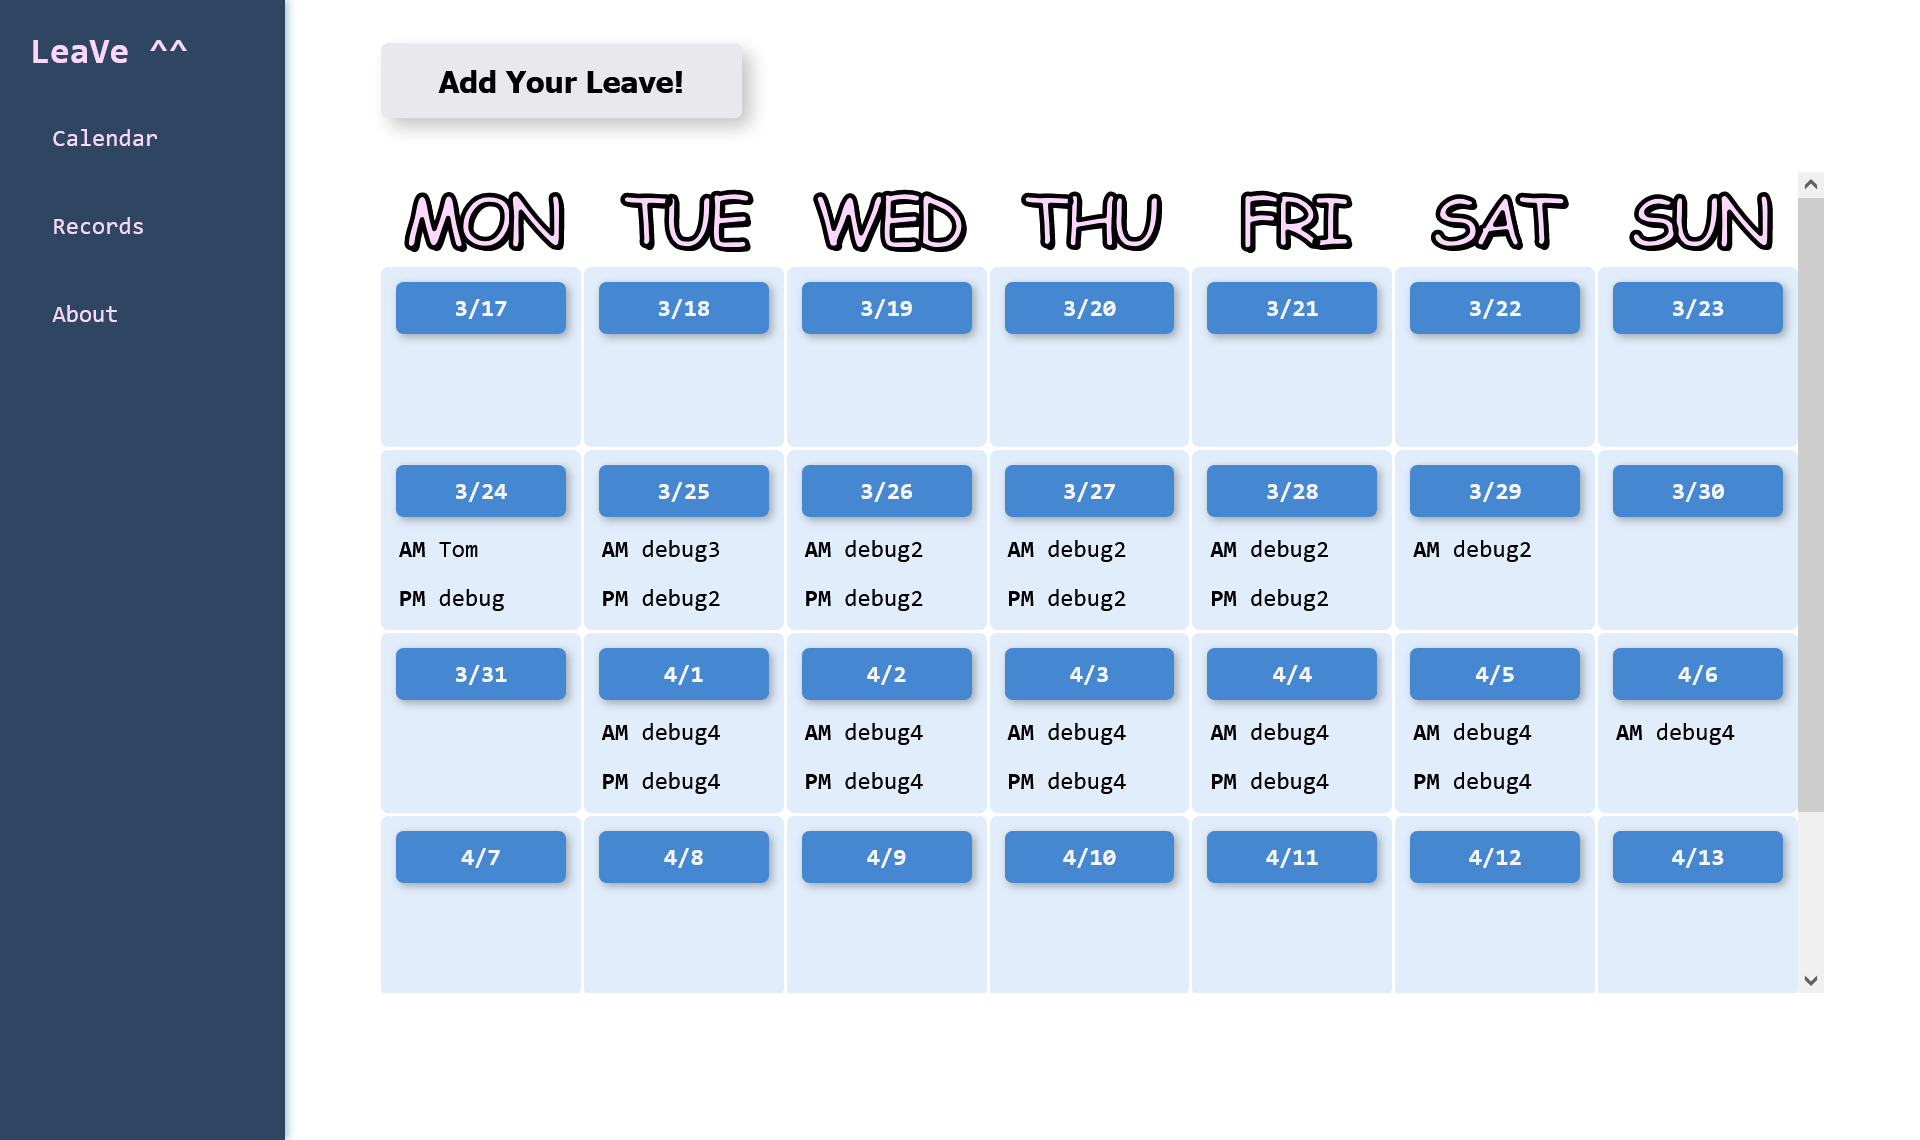 LeaVe ^^
Calendar
Records
About
Add Your Leave!
MON TUE WED THU FRI SAT SUN
3/17 3/18 3/19 3/20 3/21 3/22 3/23
3/24 3/25 3/26 3/27 3/28 3/29 3/30
AM Tom AM debug3 AM debug2 AM debug2 AM debug2 AM debug2
PM debug PM debug2 PM debug2 PM debug2 PM debug2
3/31 4/1 4/2 4/3 4/4 4/5 4/6
AM debug4 AM debug4 AM debug4 AM debug4 AM debug4 AM debug4
PM debug4 PM debug4 PM debug4 PM debug4 PM debug4
4/7 4/8 4/9 4/10 4/11 4/12 4/13